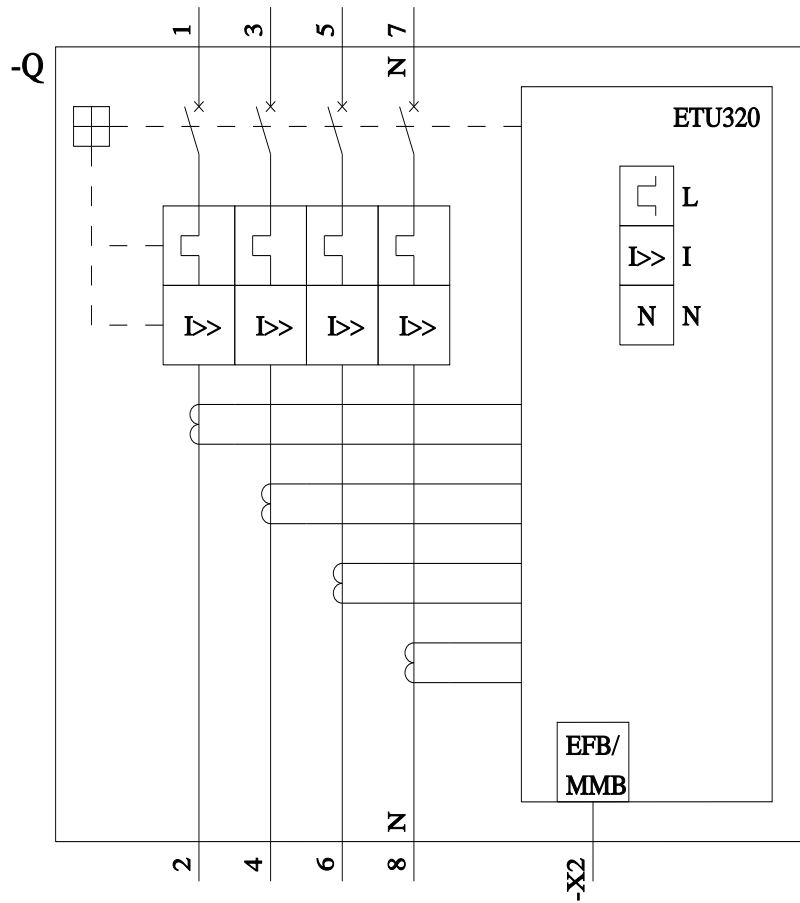 1 3 5 7
-Q
N
ETU320
L
I>> I
N N
I>> I>> I>> I>>
EFB/
MMB
N
2 4 6 8
-X2